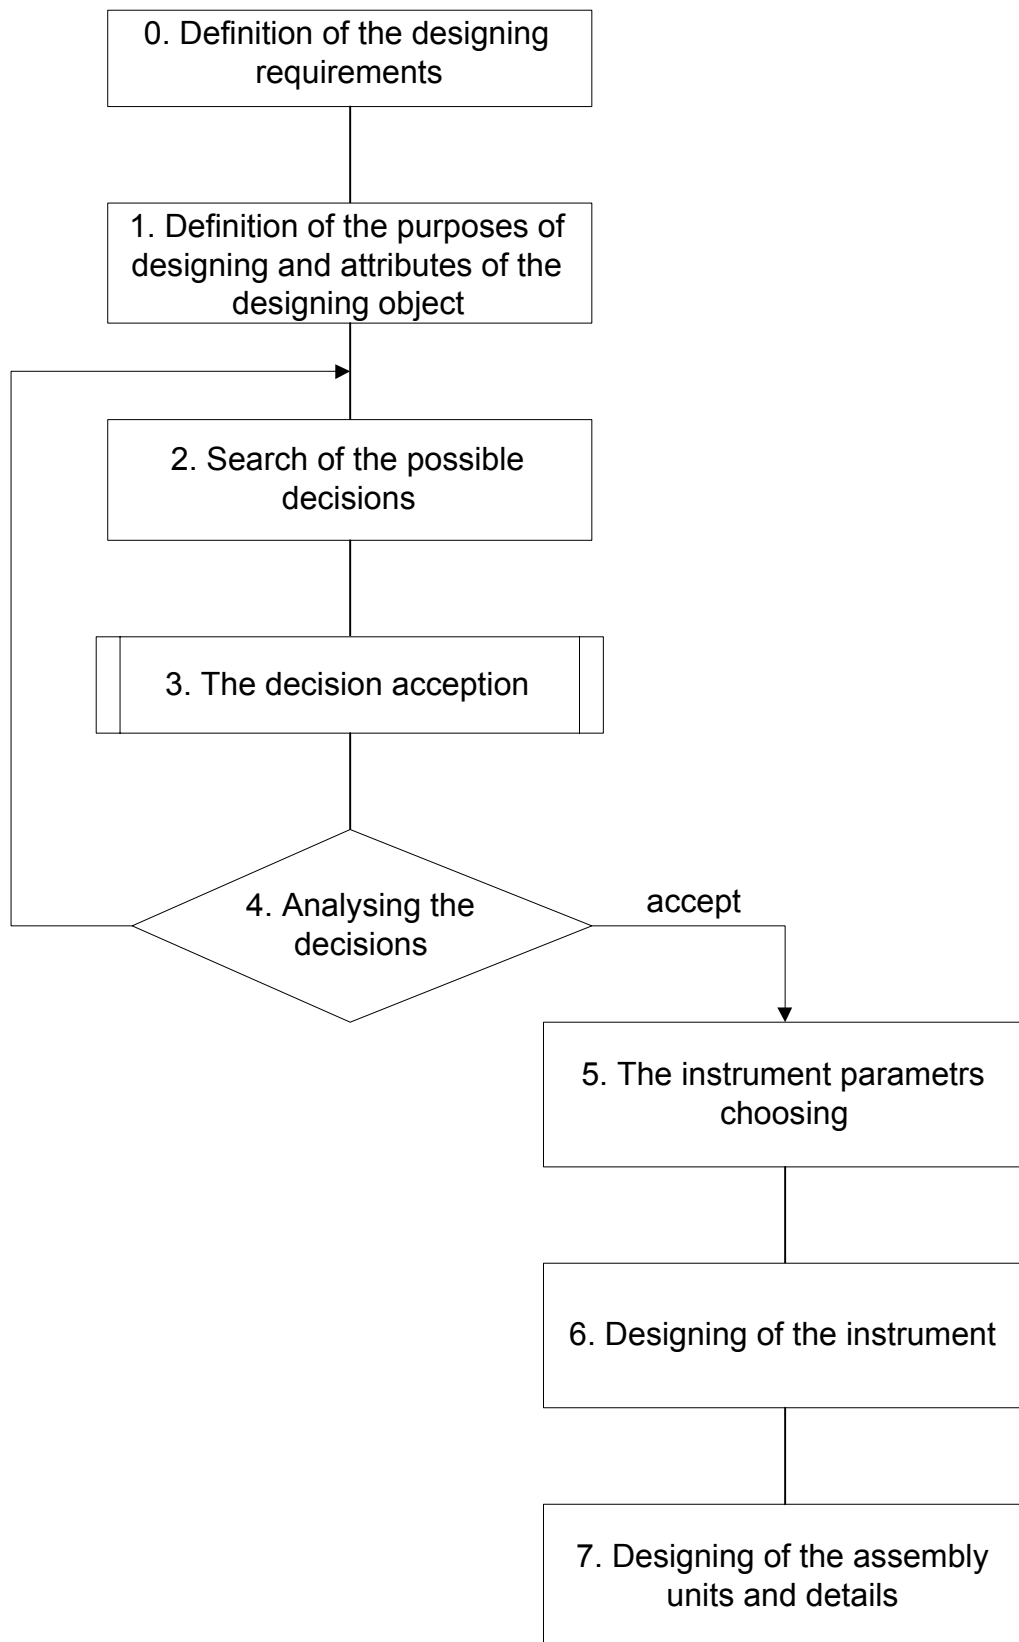 0. Definition of the designing
requirements
1. Definition of the purposes of
designing and attributes of the
designing object
2. Search of the possible
decisions
3. The decision acception
4. Analysing the
decisions
accept
5. The instrument parametrs
choosing
6. Designing of the instrument
7. Designing of the assembly
units and details